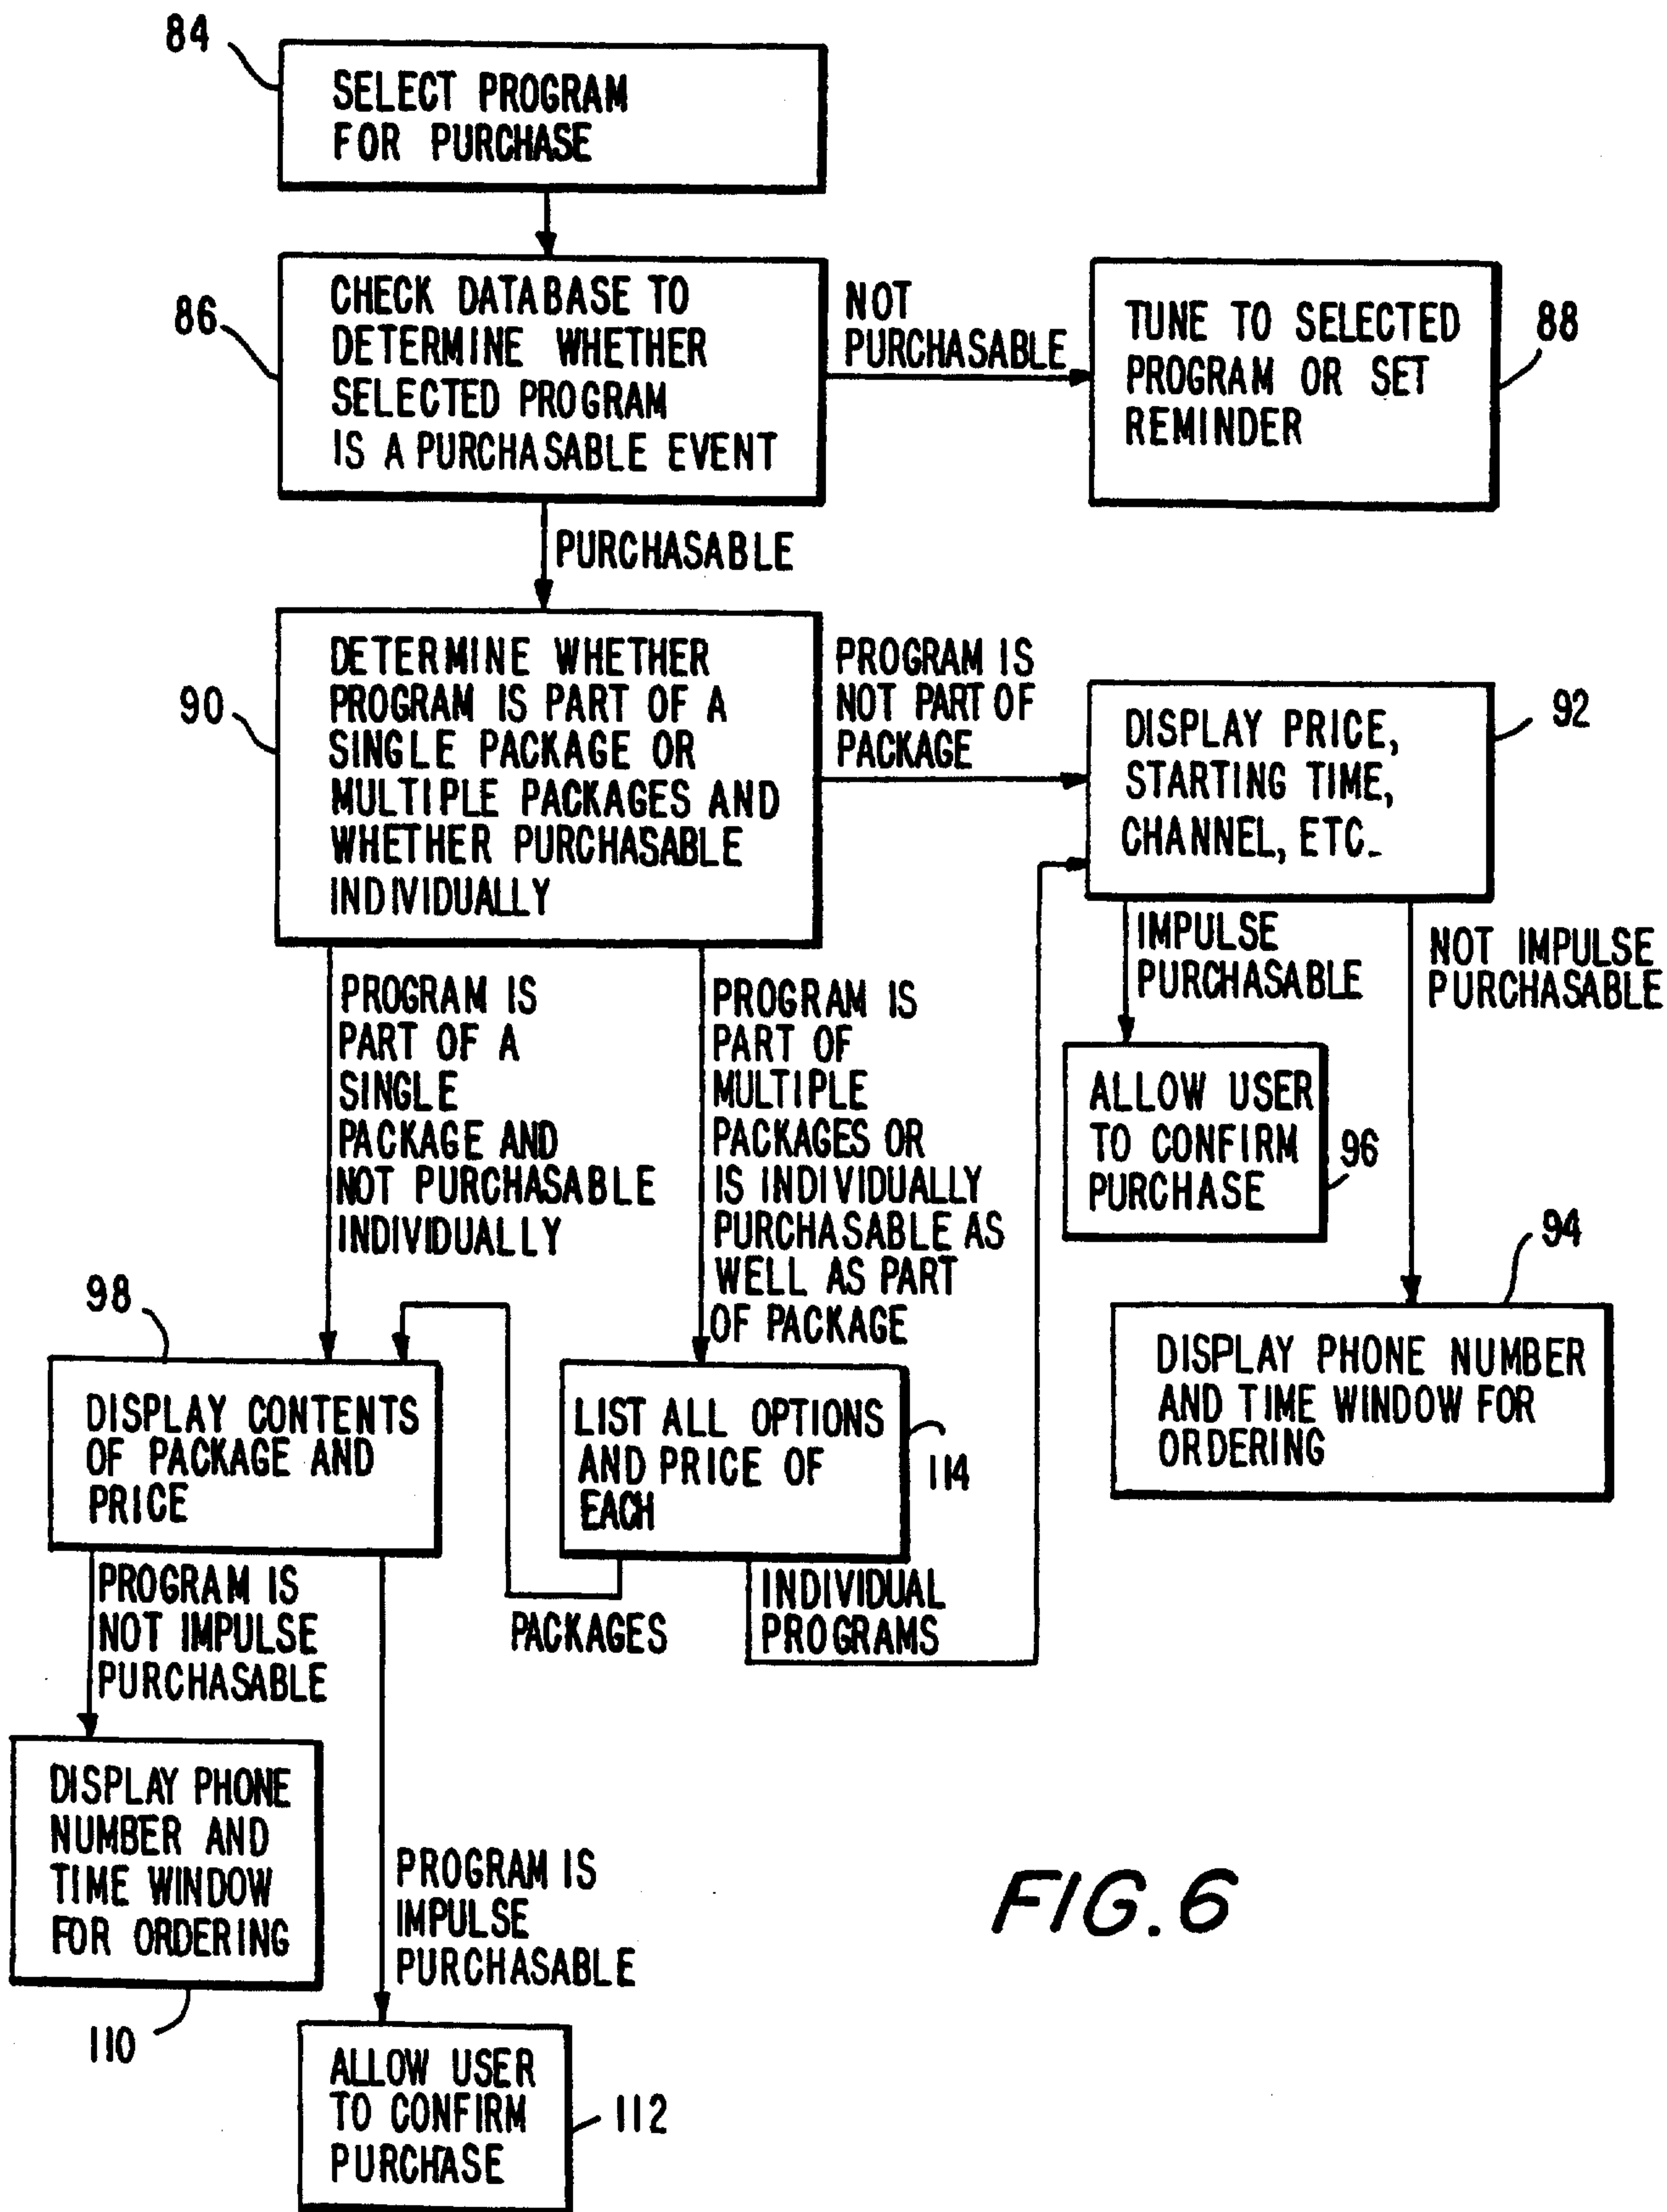 84
SELECT PROGRAM
FOR PURCHASE
86
CHECK DATABASE TO
DETERMINE WHETHER
SELECTED PROGRAM
IS A PURCHASABLE EVENT
NOT
PURCHASABLE
TUNE TO SELECTED
PROGRAM OR SET
REMINDER
88
PURCHASABLE
90
DETERMINE WHETHER
PROGRAM IS PART OF A
SINGLE PACKAGE OR
MULTIPLE PACKAGES AND
WHETHER PURCHASABLE
INDIVIDUALLY
PROGRAM IS
NOT PART OF
PACKAGE
DISPLAY PRICE,
STARTING TIME,
CHANNEL, ETC.
92
IMPULSE
PURCHASABLE
NOT IMPULSE
PURCHASABLE
ALLOW USER
TO CONFIRM
PURCHASE
96
94
DISPLAY PHONE NUMBER
AND TIME WINDOW FOR
ORDERING
PROGRAM IS
PART OF A
SINGLE
PACKAGE AND
NOT PURCHASABLE
INDIVIDUALLY
PROGRAM IS
PART OF
MULTIPLE
PACKAGES OR
IS INDIVIDUALLY
PURCHASABLE AS
WELL AS PART
OF PACKAGE
98
DISPLAY CONTENTS
OF PACKAGE AND
PRICE
LIST ALL OPTIONS
AND PRICE OF
EACH
114
PACKAGES
INDIVIDUAL
PROGRAMS
PROGRAM IS
NOT IMPULSE
PURCHASABLE
DISPLAY PHONE
NUMBER AND
TIME WINDOW
FOR ORDERING
110
PROGRAM IS
IMPULSE
PURCHASABLE
ALLOW USER
TO CONFIRM
PURCHASE
112
FIG. 6